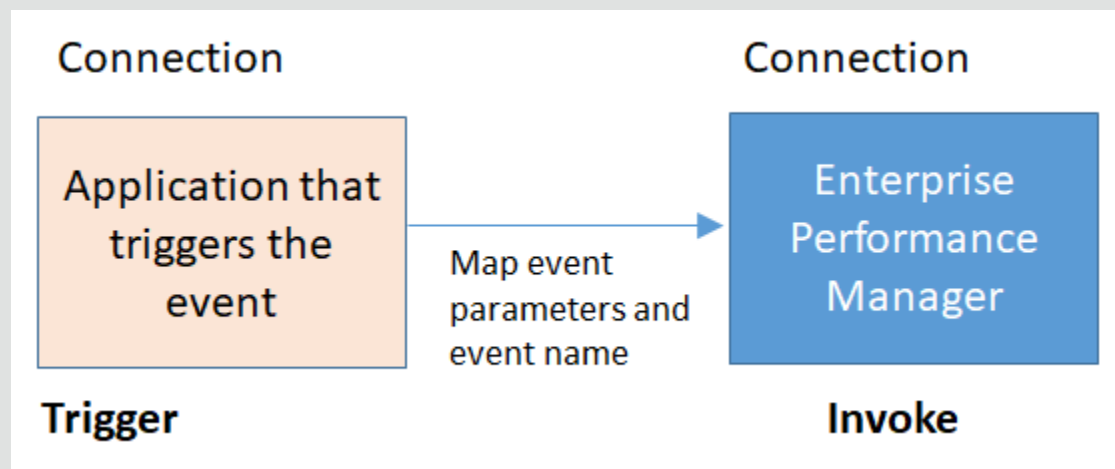 Connection
Connection
Application that
triggers the
event
Map event
parameters and
event name
Enterprise
Performance
Manager
Trigger
Invoke